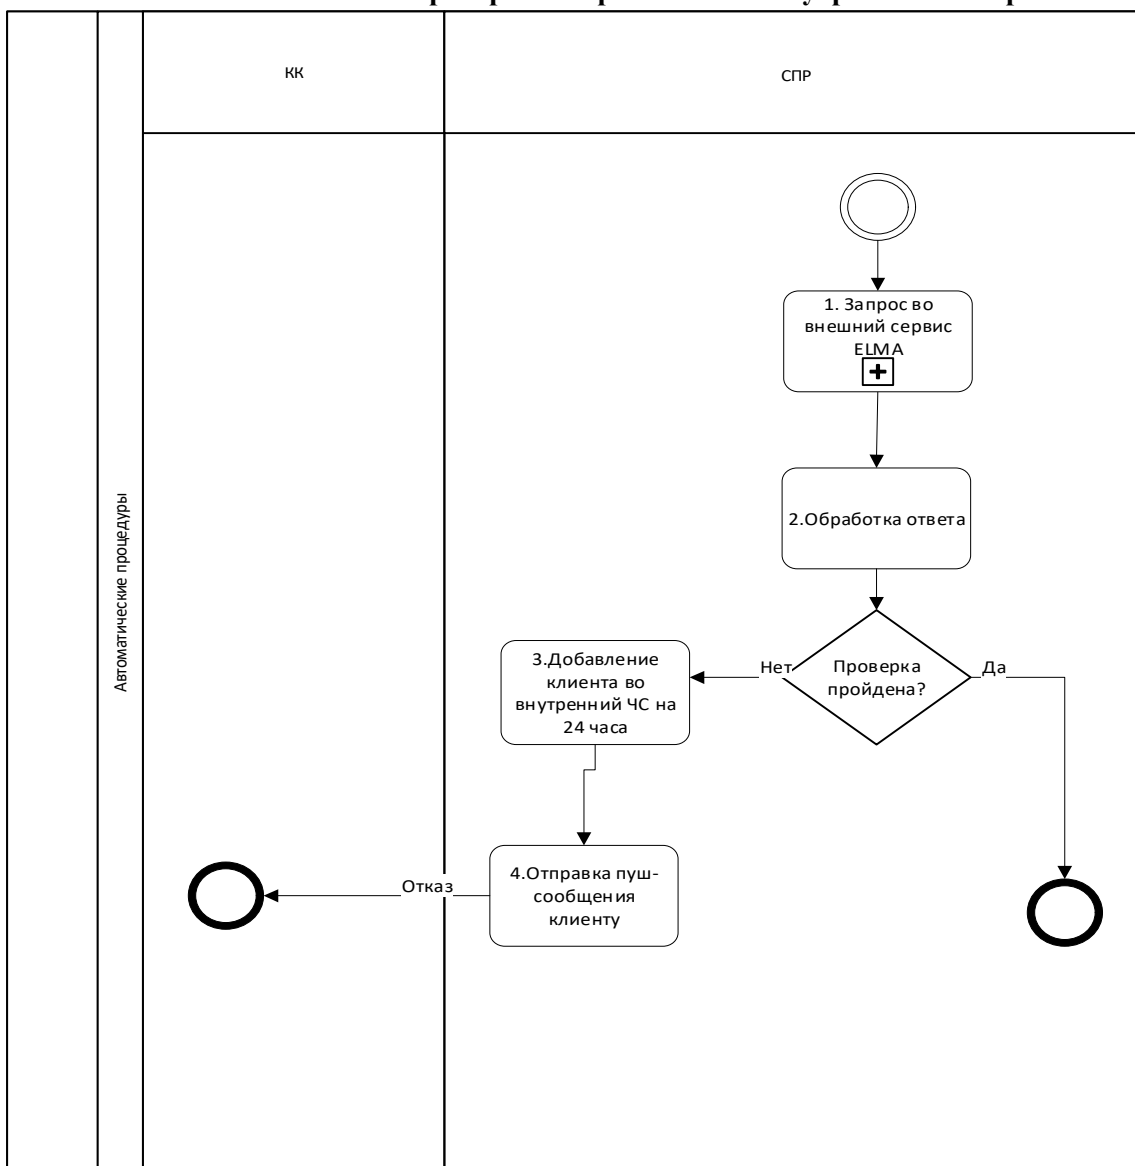 КК
СПР
Автоматические процедуры
1. Запрос во
внешний сервис
ELMA
2.Обработка ответа
Проверка
пройдена?
Нет
Да
3.Добавление
клиента во
внутренний ЧС на
24 часа
4.Отправка пуш-
сообщения
клиенту
Отказ